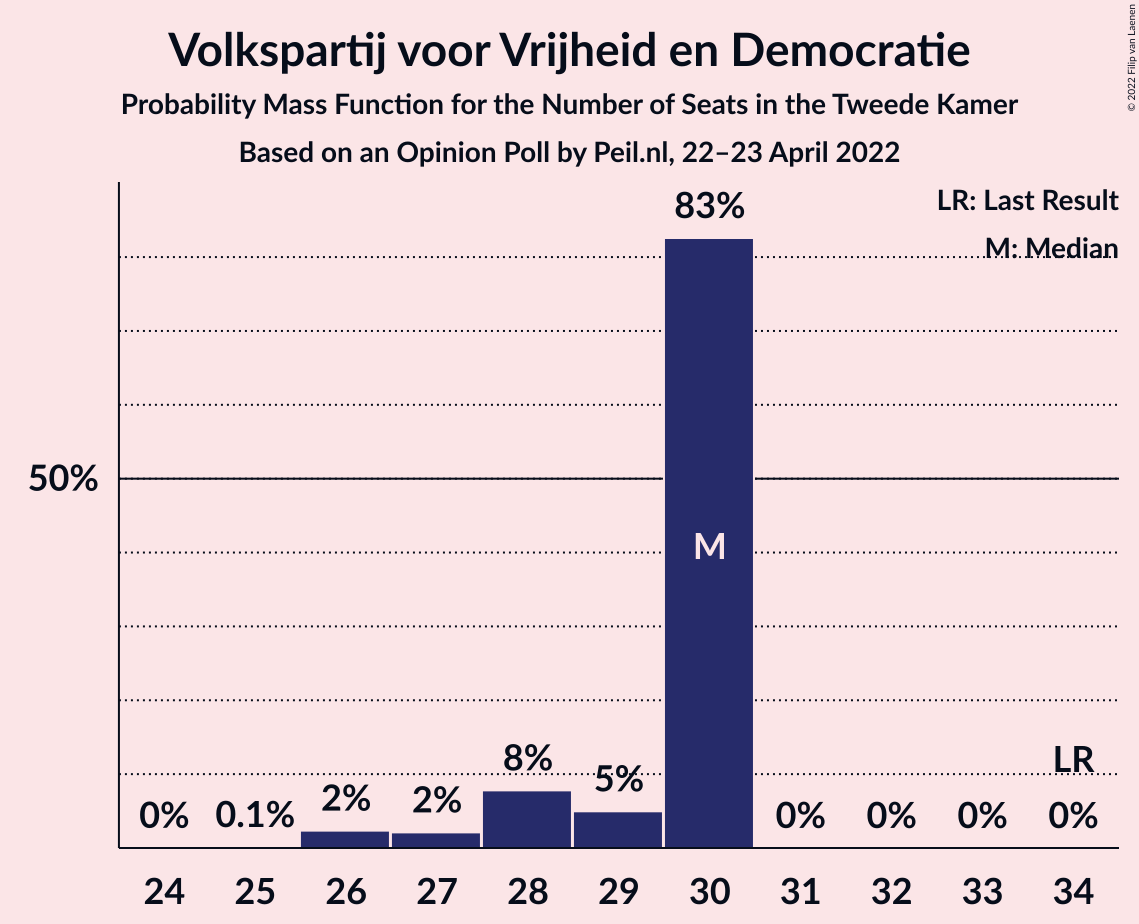 Volkspartij voor Vrijheid en Democratie
Probability Mass Function for the Number of Seats in the Tweede Kamer
Based on an Opinion Poll by Peil.nl, 22–23 April 2022
© 2022 Filip van Laenen
LR: Last Result
M: Median
83%
50%
M
8%
5%
LR
0% 0.1% 2% 2% 0% 0% 0% 0%
24 25 26 27 28 29 30 31 32 33 34